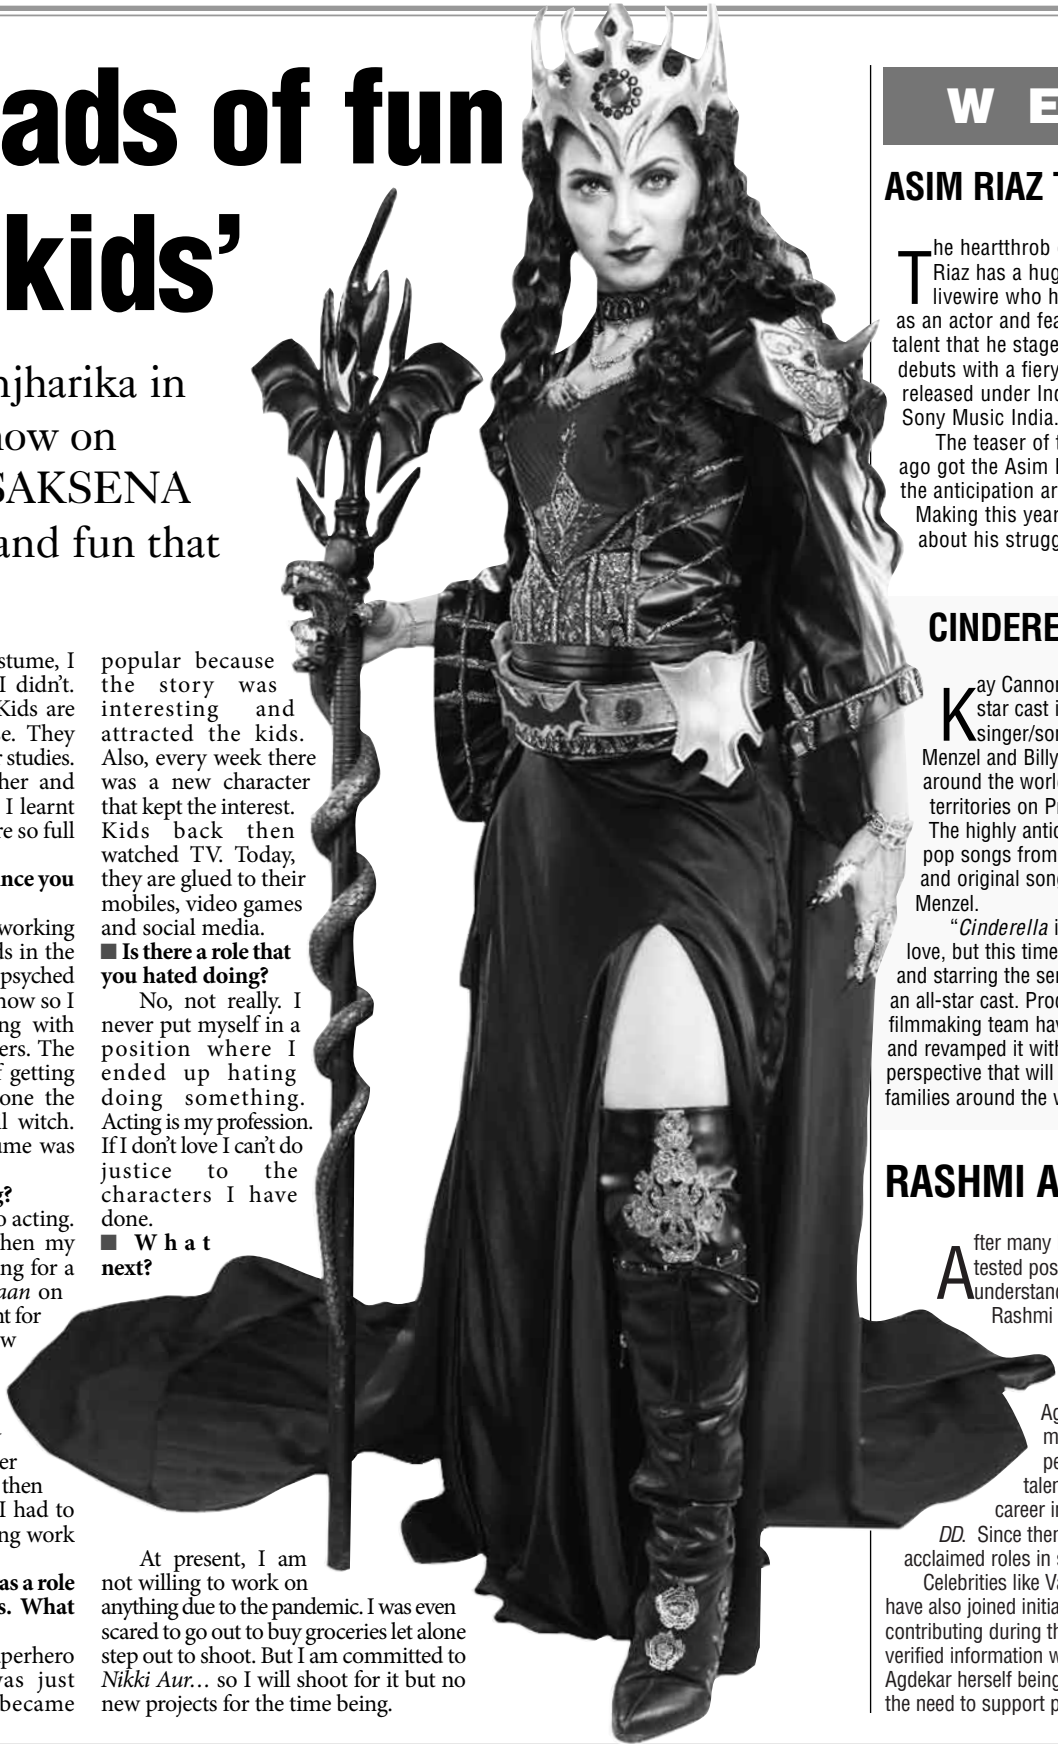 ads of fun
kids’
njharika in
now on
SAKSENA
and fun that
stume, I
I didn’t.
Kids are
se. They
r studies.
her and
I learnt
re so full
nce you
working
ds in the
psyched
now so I
ng with
ers. The
f getting
one the
il witch.
ume was
g?
o acting.
hen my
ng for a
aan on
nt for
w
er
then
I had to
ng work
as a role
s. What
perhero
was just
became
popular because
the story was
interesting and
attracted the kids.
Also, every week there
was a new character
that kept the interest.
Kids back then
watched TV. Today,
they are glued to their
mobiles, video games
and social media.
■ Is there a role that
you hated doing?
No, not really. I
never put myself in a
position where I
ended up hating
doing something.
Acting is my profession.
If I don’t love I can’t do
justice to the
characters I have
done.
■ What
next?
At present, I am
not willing to work on
anything due to the pandemic. I was even
scared to go out to buy groceries let alone
step out to shoot. But I am committed to
Nikki Aur… so I will shoot for it but no
new projects for the time being.
W E
ASIM RIAZ T
The heartthrob
Riaz has a hug
livewire who h
as an actor and fea
talent that he stage
debuts with a fiery
released under Ind
Sony Music India.
The teaser of t
ago got the Asim
the anticipation ar
Making this year
about his strugg
CINDERE
Kay Cannon
star cast i
singer/son
Menzel and Billy
around the world
territories on Pr
The highly antic
pop songs from
and original song
Menzel.
“Cinderella i
love, but this time
and starring the sen
an all-star cast. Proc
filmmaking team hav
and revamped it with
perspective that will
families around the w
RASHMI A
After many
tested pos
understand
Rashmi
Ag
m
pe
talen
career in
DD. Since then
acclaimed roles in s
Celebrities like Va
have also joined initia
contributing during th
verified information w
Agdekar herself being
the need to support p